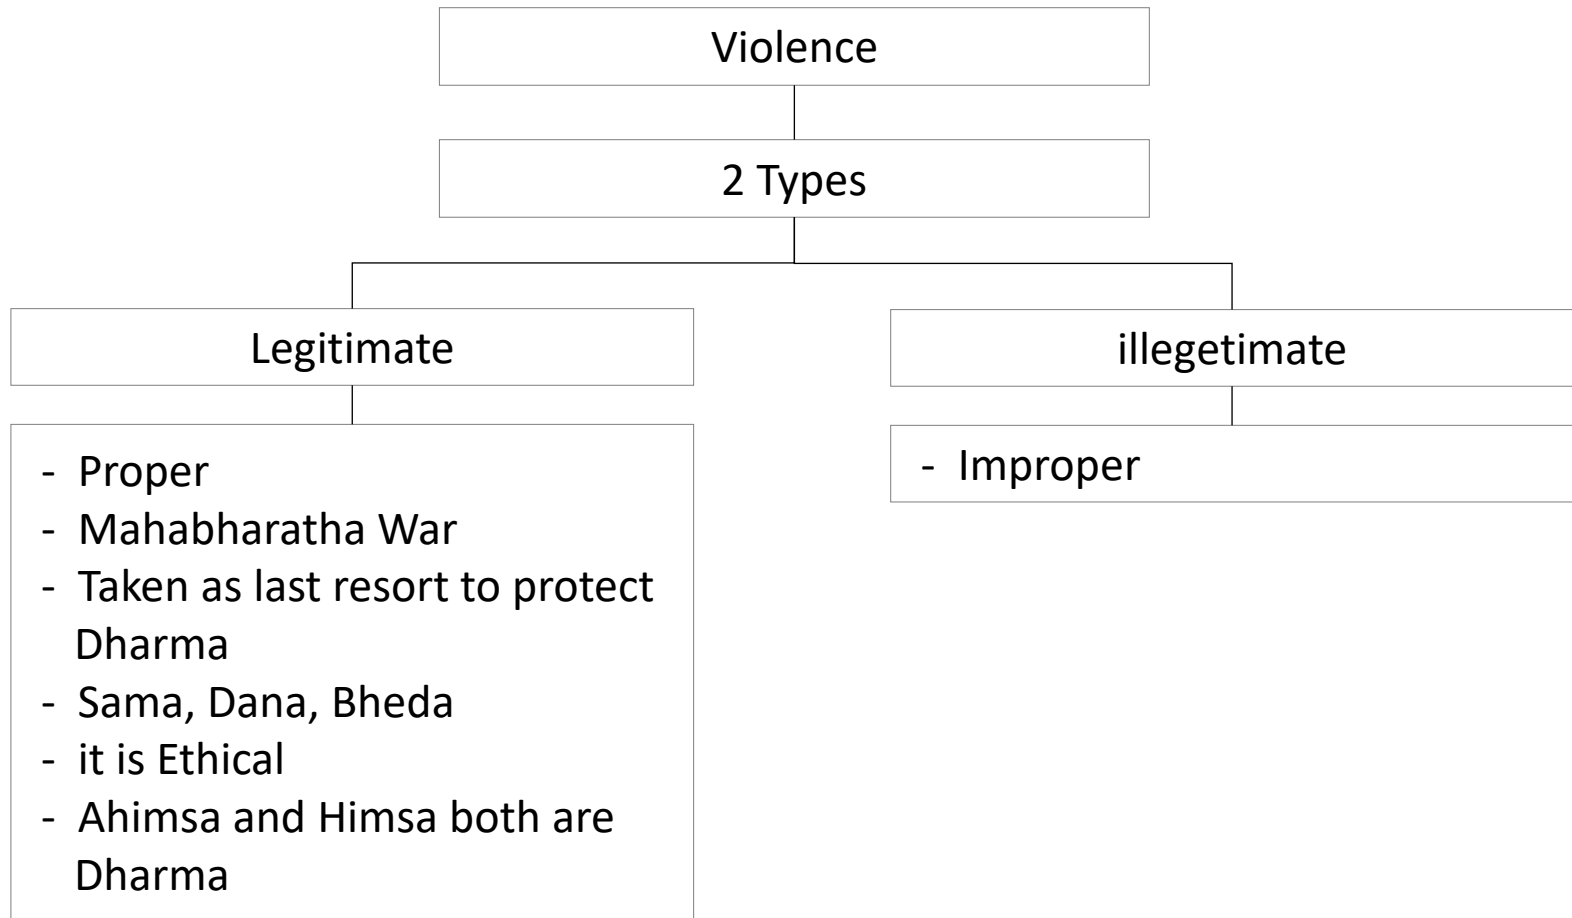 Violence
2 Types
Legitimate
illegetimate
- Proper
- Mahabharatha War
- Taken as last resort to protect
Dharma
- Sama, Dana, Bheda
- it is Ethical
- Ahimsa and Himsa both are
Dharma
- Improper